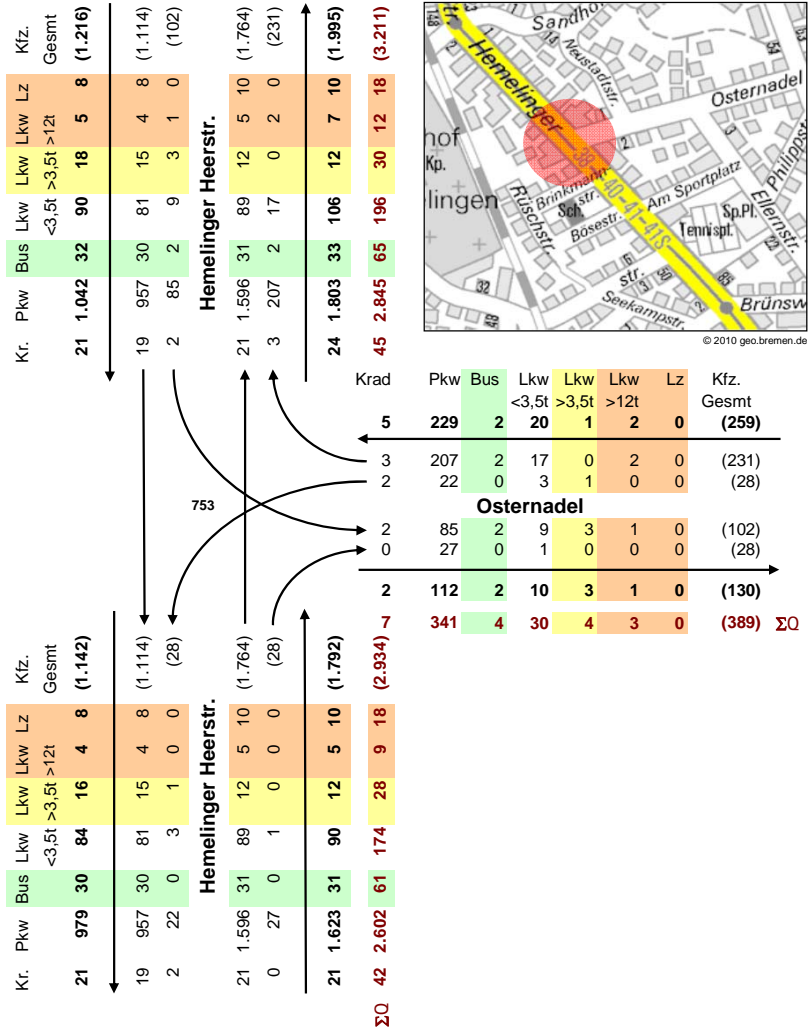 Kr. Pkw Bus Lkw Lkw Lkw Lz Kfz.
<3,5t >3,5t >12t Gesmt
21 1.042 32 90 18 5 8 (1.216)
19 957 30 81 15 4 8 (1.114)
2 85 2 9 3 1 0 (102)
Hemelinger Heerstr.
21 1.596 31 89 12 5 10 (1.764)
3 207 2 17 0 2 0 (231)
24 1.803 33 106 12 7 10 (1.995)
45 2.845 65 196 30 12 18 (3.211)
148
str
Sandhof
14
Neustadtstr.
54
Hemelinger
Osternadel
hof
Kp.
lingen
38-40-41-41S
Am Sportplatz
Philipps
Rüschstr.
Sch.
Bösestr.
Tennispl.
Sp.Pl.
Ellernstr.
str.
50
85
Seekampstr.
Brünsw
32
48
© 2010 geo.bremen.de
Krad Pkw Bus Lkw Lkw Lkw Lz Kfz.
<3,5t >3,5t >12t Gesmt
5 229 2 20 1 2 0 (259)
3 207 2 17 0 2 0 (231)
2 22 0 3 1 0 0 (28)
Osternadel
2 85 2 9 3 1 0 (102)
0 27 0 1 0 0 0 (28)
2 112 2 10 3 1 0 (130)
7 341 4 30 4 3 0 (389) ΣQ
753
Kr. Pkw Bus Lkw Lkw Lkw Lz Kfz.
<3,5t >3,5t >12t Gesmt
21 979 30 84 16 4 8 (1.142)
19 957 30 81 15 4 8 (1.114)
2 22 0 3 1 0 0 (28)
Hemelinger Heerstr.
21 1.596 31 89 12 5 10 (1.764)
0 27 0 1 0 0 0 (28)
21 1.623 31 90 12 5 10 (1.792)
ΣQ 42 2.602 61 174 28 9 18 (2.934)